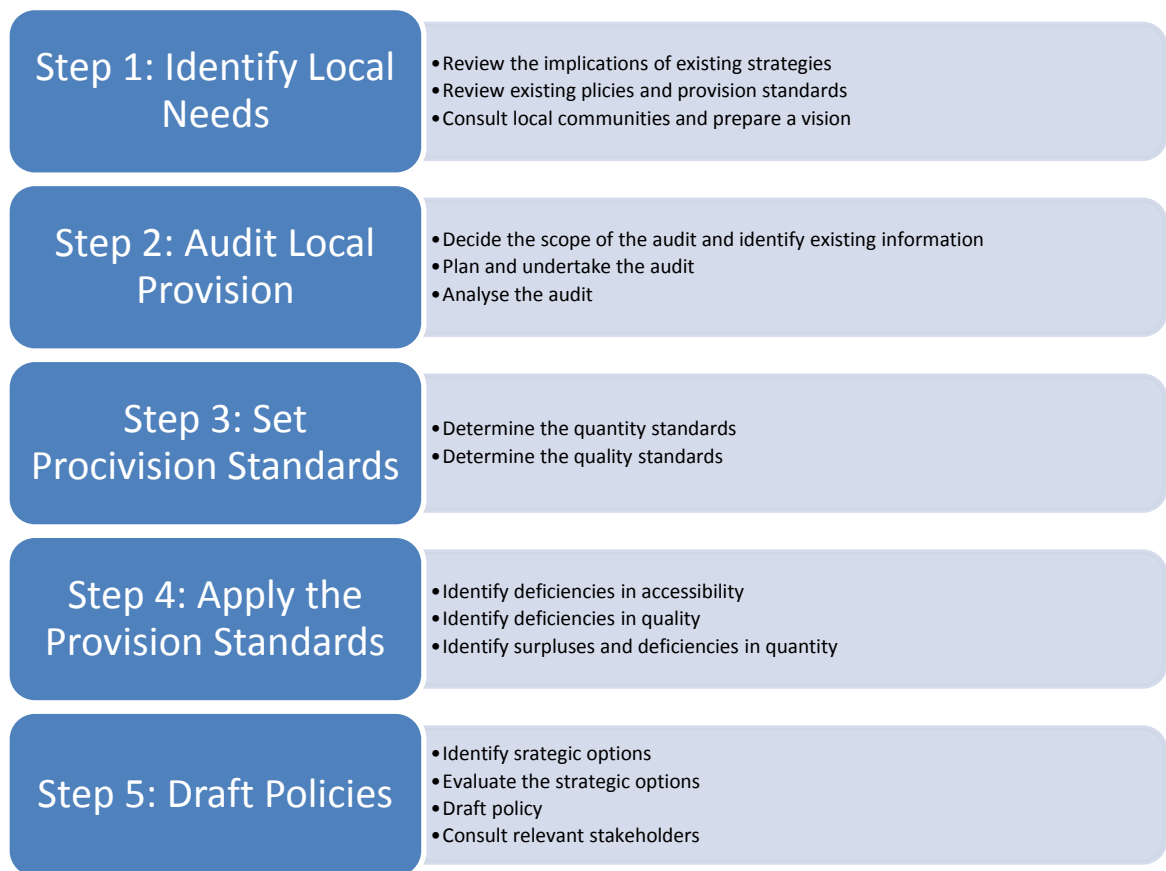 Step 1: Identify Local
Needs
•Review the implications of existing strategies
•Review existing plicies and provision standards
•Consult local communities and prepare a vision
Step 2: Audit Local
Provision
•Decide the scope of the audit and identify existing information
•Plan and undertake the audit
•Analyse the audit
Step 3: Set
Procivision Standards
•Determine the quantity standards
•Determine the quality standards
Step 4: Apply the
Provision Standards
•Identify deficiencies in accessibility
•Identify deficiencies in quality
•Identify surpluses and deficiencies in quantity
Step 5: Draft Policies
•Identify srategic options
•Evaluate the strategic options
•Draft policy
•Consult relevant stakeholders